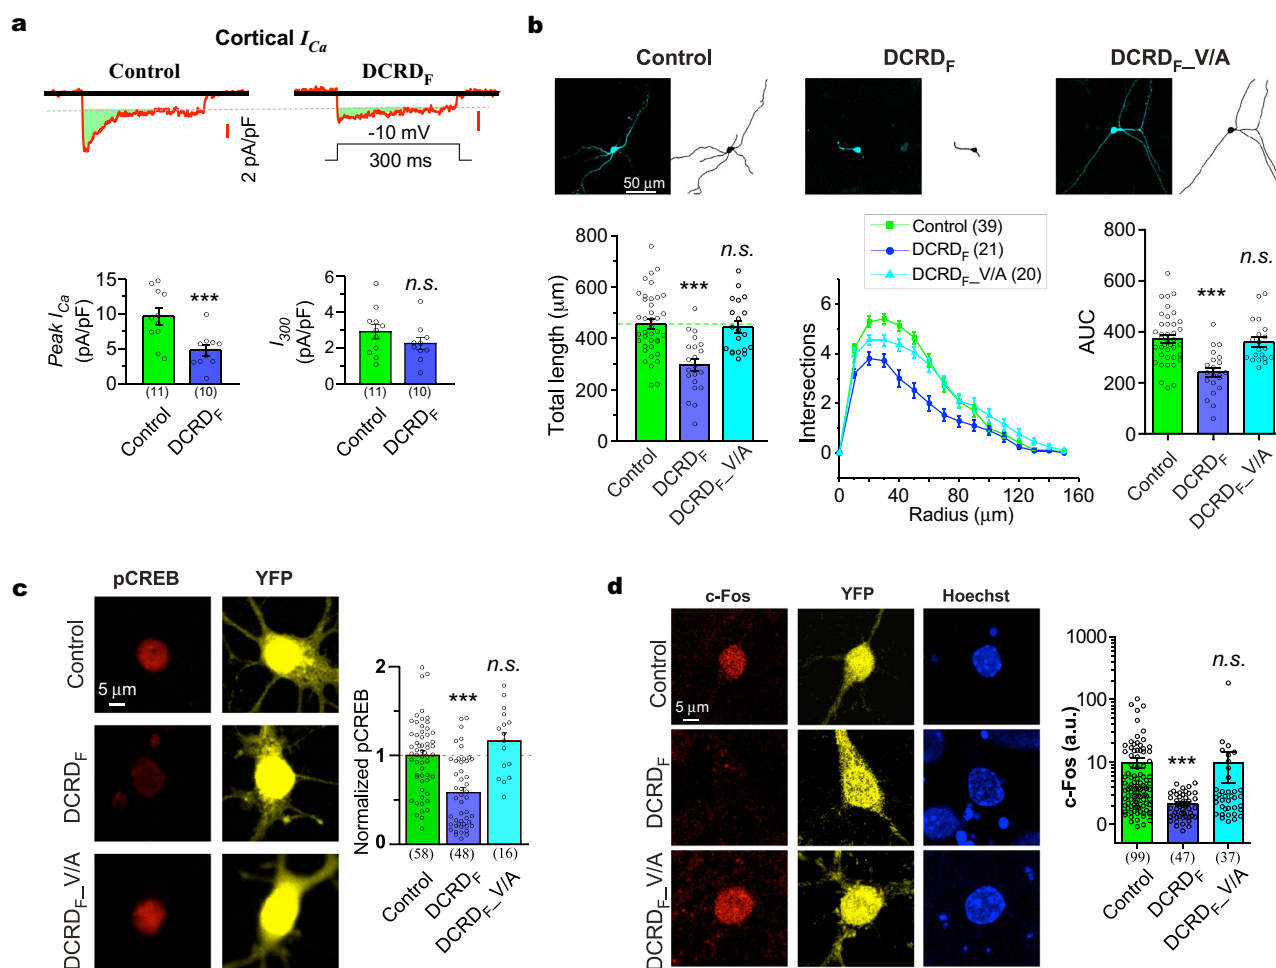 a
Cortical I_Ca
Control
DCRD_F
2 pA/pF
-10 mV
300 ms
Peak I_Ca
(pA/pF)
15
10
5
0
***
(11)
(10)
Control
DCRD_F
I_300
(pA/pF)
6
4
2
0
n.s.
(11)
(10)
Control
DCRD_F
b
Control
DCRD_F
DCRD_F_V/A
50 μm
Total length (μm)
800
600
400
200
0
***
n.s.
Control
DCRD_F
DCRD_F_V/A
Control (39)
DCRD_F (21)
DCRD_F_V/A (20)
Intersections
6
4
2
0
0
40
80
120
160
Radius (μm)
AUC
800
600
400
200
0
***
n.s.
Control
DCRD_F
DCRD_F_V/A
c
pCREB
YFP
Control
5 μm
DCRD_F
DCRD_F_V/A
Normalized pCREB
2
1
0
***
n.s.
(58)
(48)
(16)
Control
DCRD_F
DCRD_F_V/A
d
c-Fos
YFP
Hoechst
Control
5 μm
DCRD_F
DCRD_F_V/A
c-Fos (a.u.)
1000
100
10
0
***
n.s.
(99)
(47)
(37)
Control
DCRD_F
DCRD_F_V/A